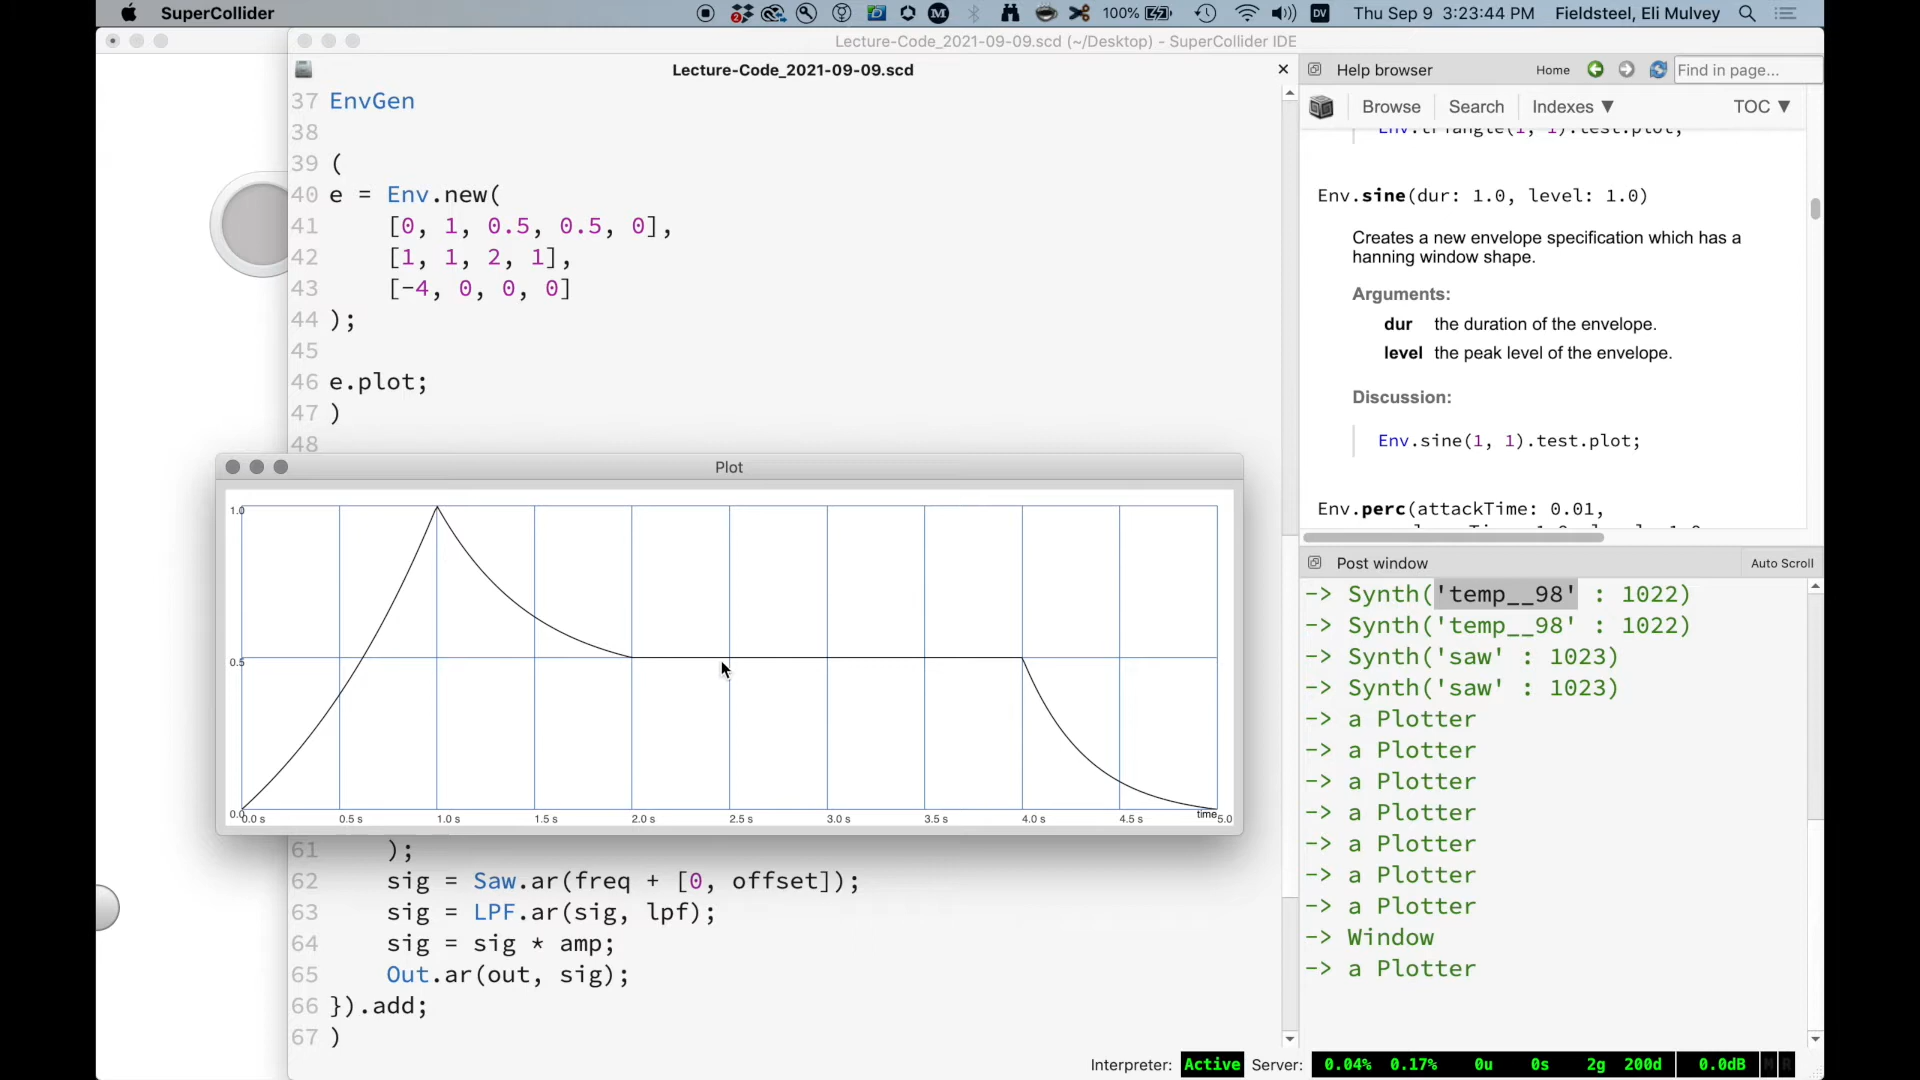 SuperCollider
2
100%
DV
Thu Sep 9 3:23:44 PM
Fieldsteel, Eli Mulvey
Lecture-Code_2021-09-09.scd (~/Desktop) - SuperCollider IDE
Lecture-Code_2021-09-09.scd
37 EnvGen
38
39 (
40 e = Env.new(
41 [0, 1, 0.5, 0.5, 0],
42 [1, 1, 2, 1],
43 [-4, 0, 0, 0]
44 );
45
46 e.plot;
47 )
48
Plot
1.0
0.5
0.0
0.0 s 0.5 s 1.0 s 1.5 s 2.0 s 2.5 s 3.0 s 3.5 s 4.0 s 4.5 s time 5.0
61 );
62 sig = Saw.ar(freq + [0, offset]);
63 sig = LPF.ar(sig, lpf);
64 sig = sig * amp;
65 Out.ar(out, sig);
66 }).add;
67 )
Help browser
Home
Find in page...
Browse Search Indexes ▼ TOC ▼
Env.triangle(1, 1).test.plot;
Env.sine(dur: 1.0, level: 1.0)
Creates a new envelope specification which has a
hanning window shape.
Arguments:
dur the duration of the envelope.
level the peak level of the envelope.
Discussion:
Env.sine(1, 1).test.plot;
Env.perc(attackTime: 0.01,
Post window
Auto Scroll
-> Synth('temp__98' : 1022)
-> Synth('temp__98' : 1022)
-> Synth('saw' : 1023)
-> Synth('saw' : 1023)
-> a Plotter
-> a Plotter
-> a Plotter
-> a Plotter
-> a Plotter
-> a Plotter
-> a Plotter
-> Window
-> a Plotter
Interpreter: Active Server: 0.04% 0.17% 0u 0s 2g 200d 0.0dB M R